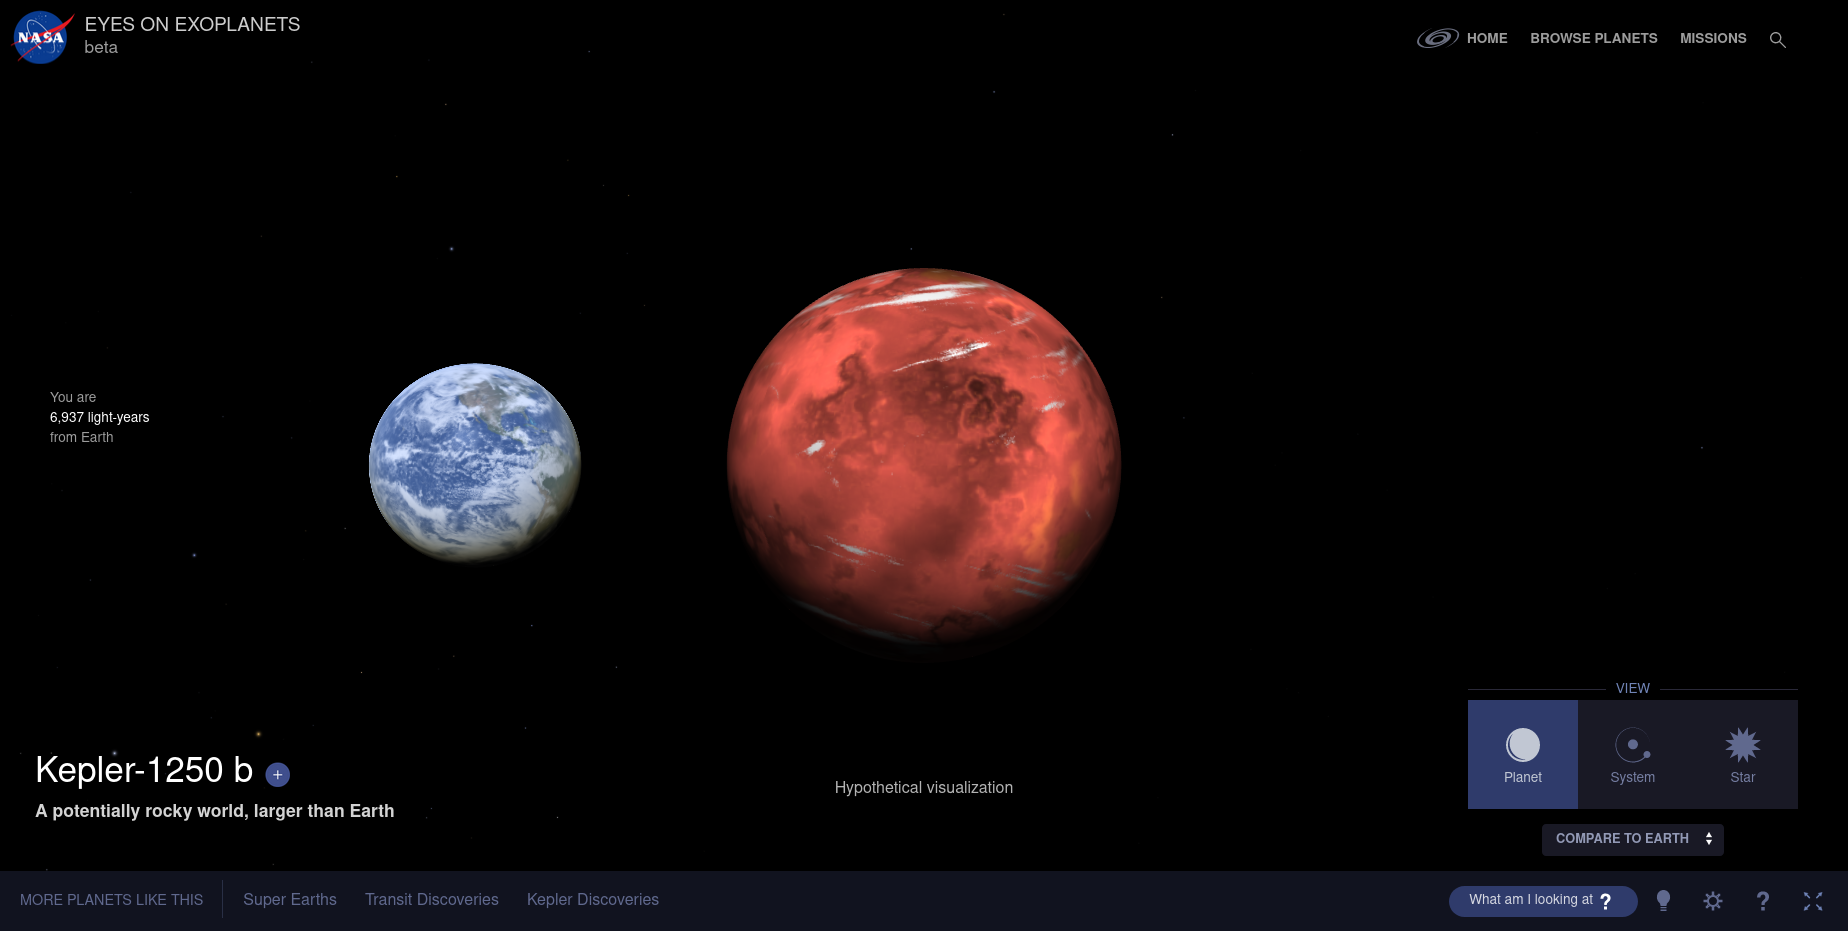 NASA
EYES ON EXOPLANETS
beta
HOME
BROWSE PLANETS
MISSIONS
You are
6,937 light-years
from Earth
Kepler-1250 b +
A potentially rocky world, larger than Earth
Hypothetical visualization
VIEW
Planet
System
Star
COMPARE TO EARTH
MORE PLANETS LIKE THIS
Super Earths
Transit Discoveries
Kepler Discoveries
What am I looking at ?
?